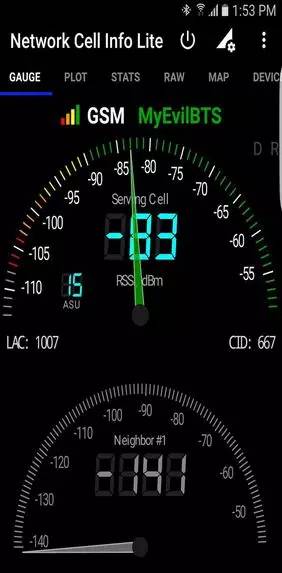 1:53 PM
Network Cell Info Lite
GAUGE PLOT STATS RAW MAP DEVIC
GSM MyEvilBTS
D R
-110 -105 -100 -95 -90 -85 -80 -75 -70 -65 -60 -55
Serving Cell
-83
RSSI dBm
15
ASU
LAC: 1007 CID: 667
-140 -130 -120 -110 -100 -90 -80 -70 -60 -50
Neighbor #1
-141